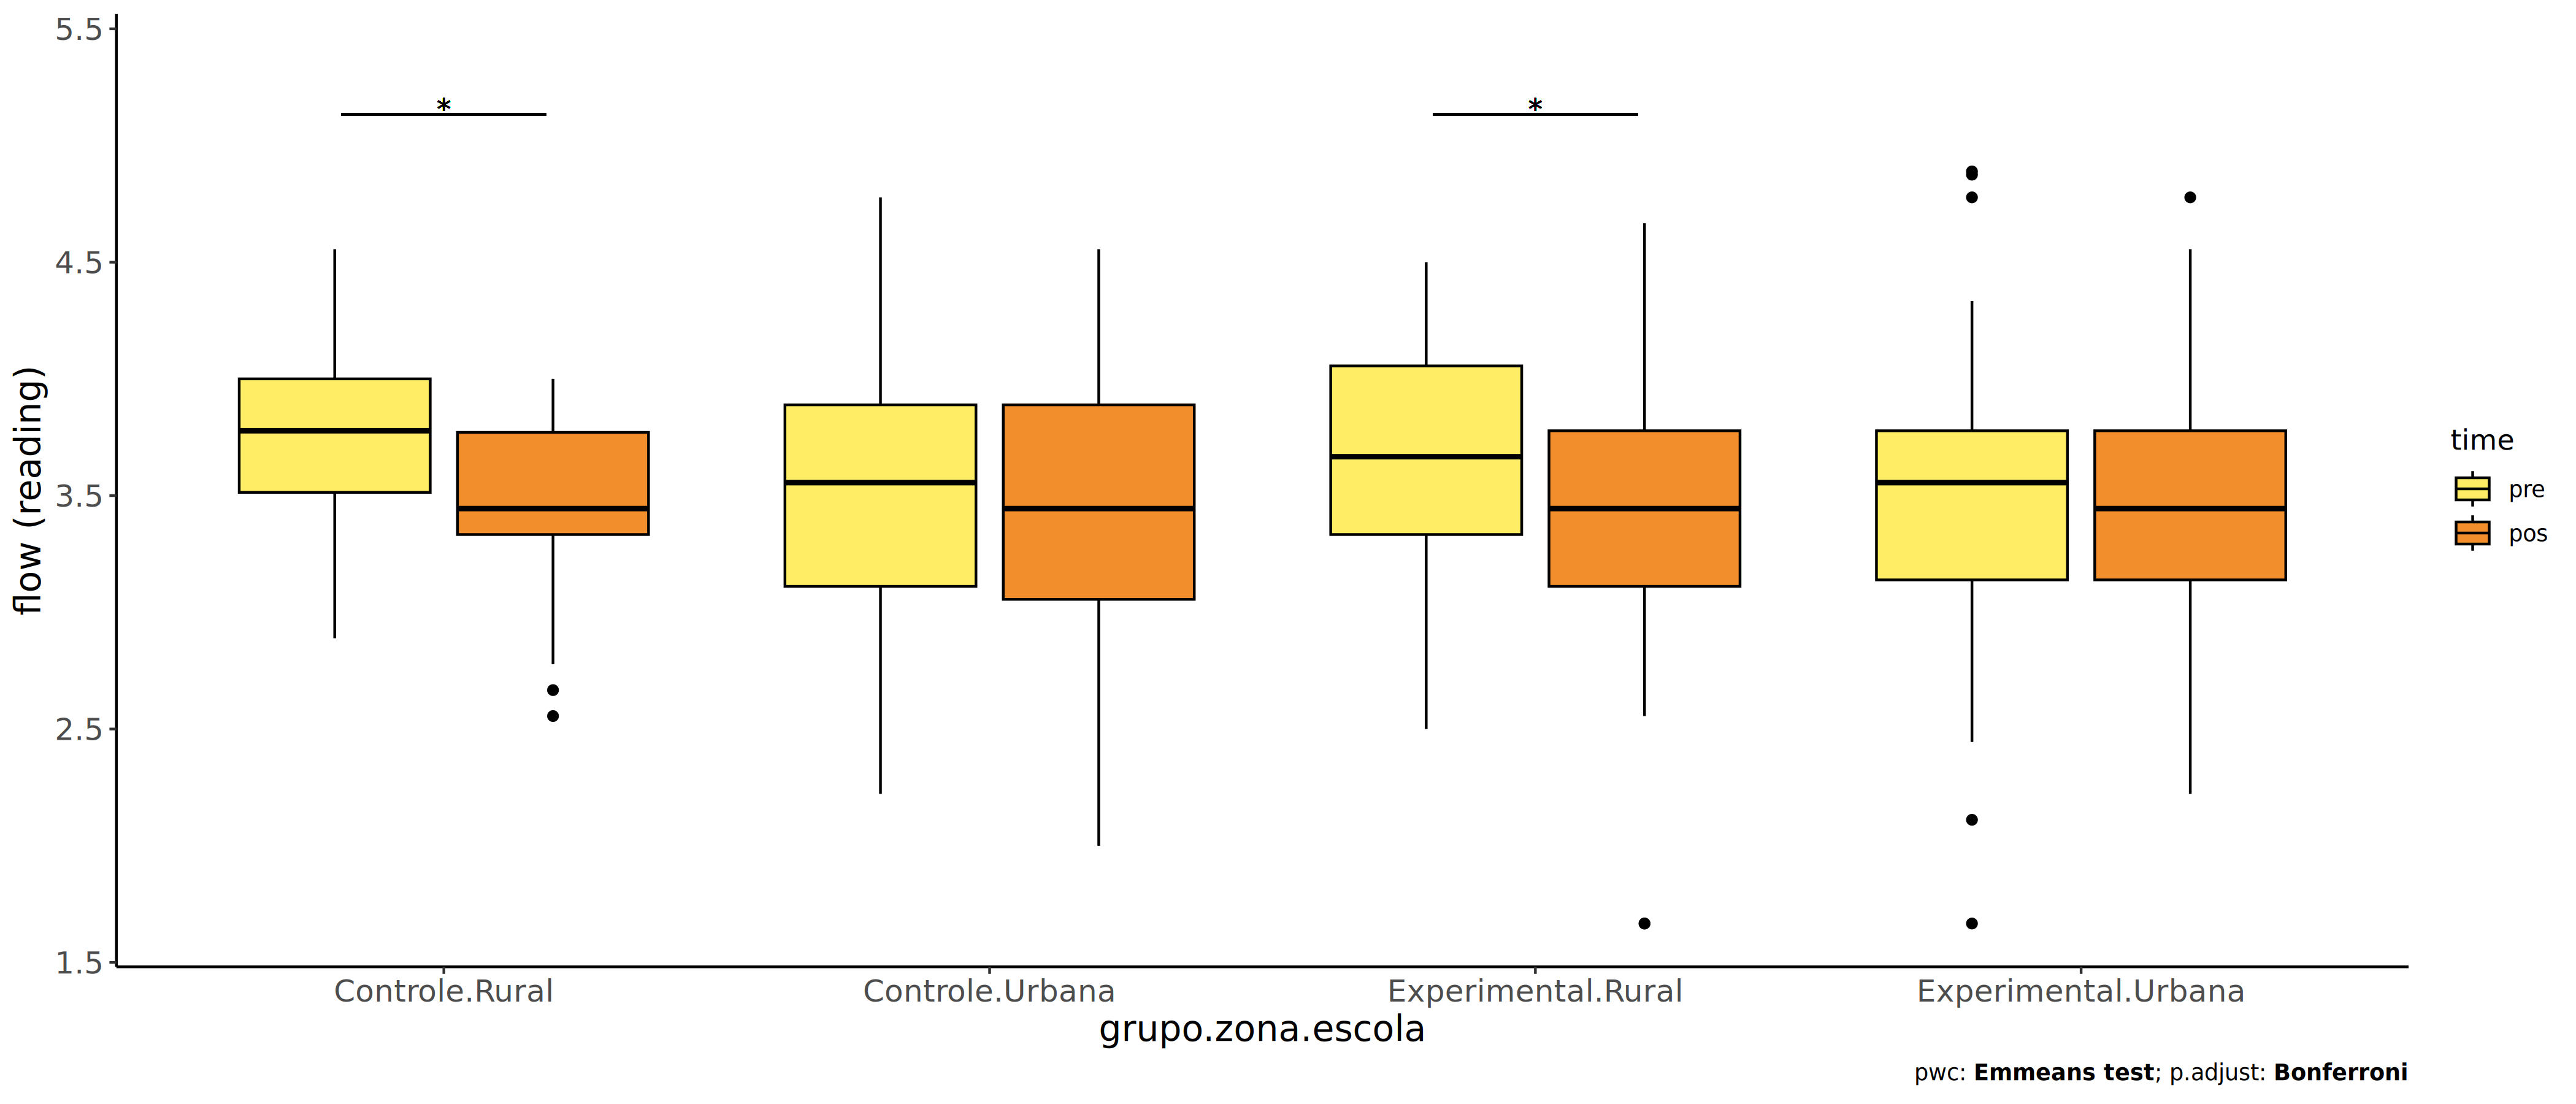 5.5
4.5
3.5
2.5
1.5
flow (reading)
*
*
Controle.Rural
Controle.Urbana
Experimental.Rural
Experimental.Urbana
grupo.zona.escola
time
pre
pos
pwc: Emmeans test; p.adjust: Bonferroni